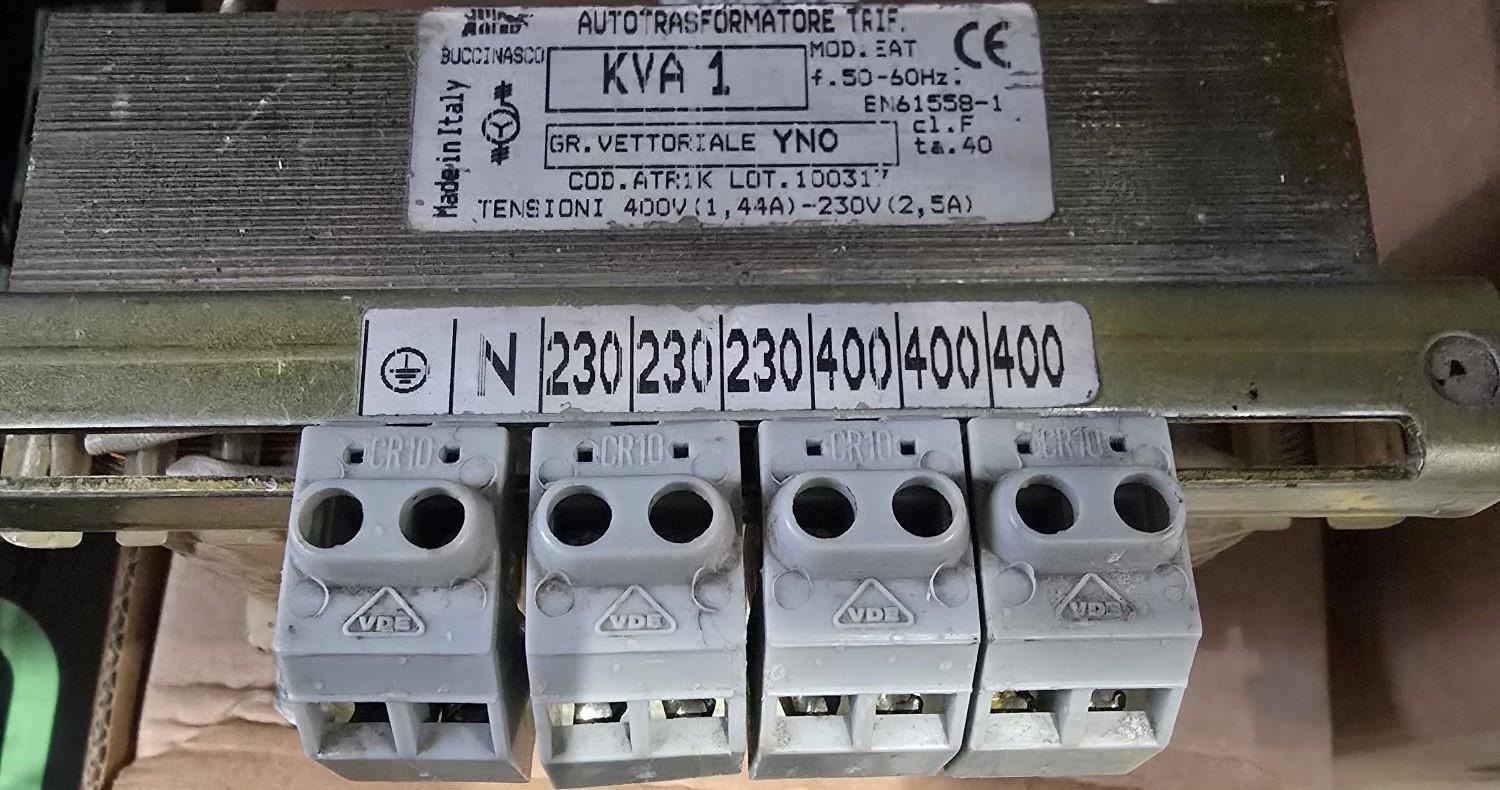 AUTOTRASFORMATORE TRIF.
BUCCINASCO
KVA 1
MOD. EAT
f.50-60Hz.
CE
EN61558-1
cl.F
ta.40
Made in Italy
GR.VETTORIALE YNO
COD.ATR1K LOT.100317
TENSIONI 400V(1,44A)-230V(2,5A)
N 230 230 230 400 400 400
CR10 CR10 CR10 CR10
VDE VDE VDE VDE